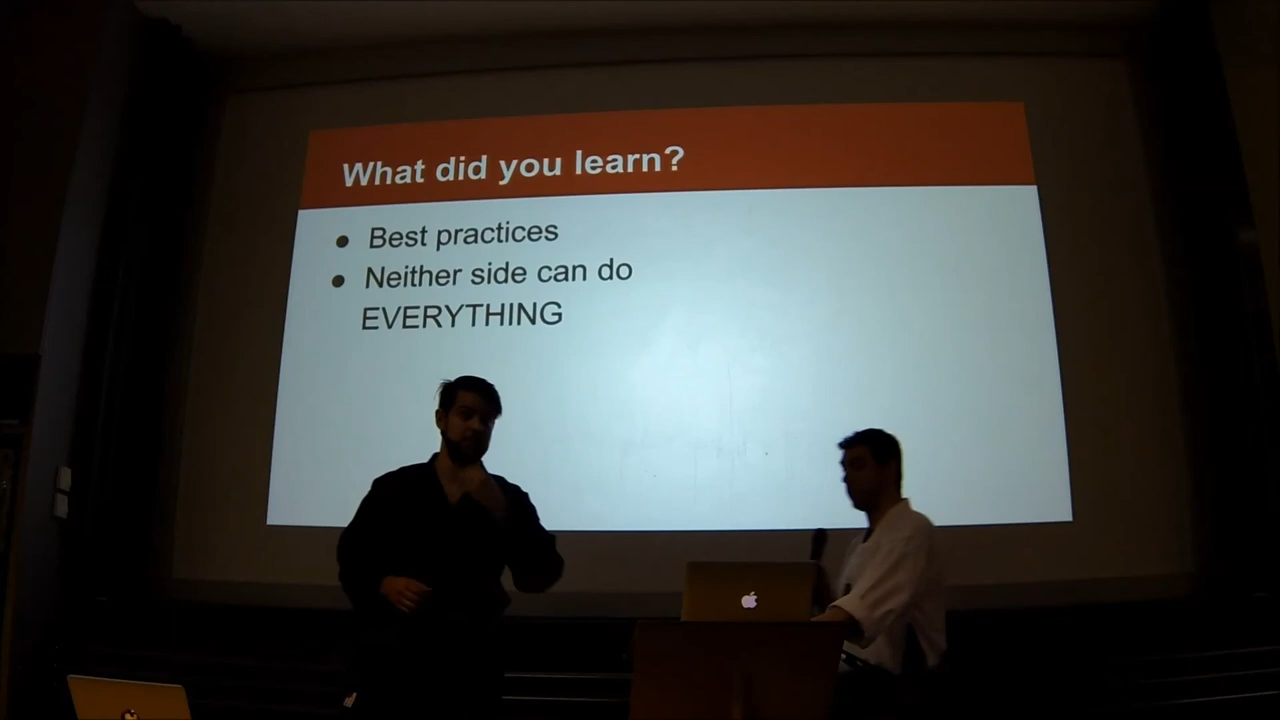 What did you learn?
● Best practices
● Neither side can do
EVERYTHING